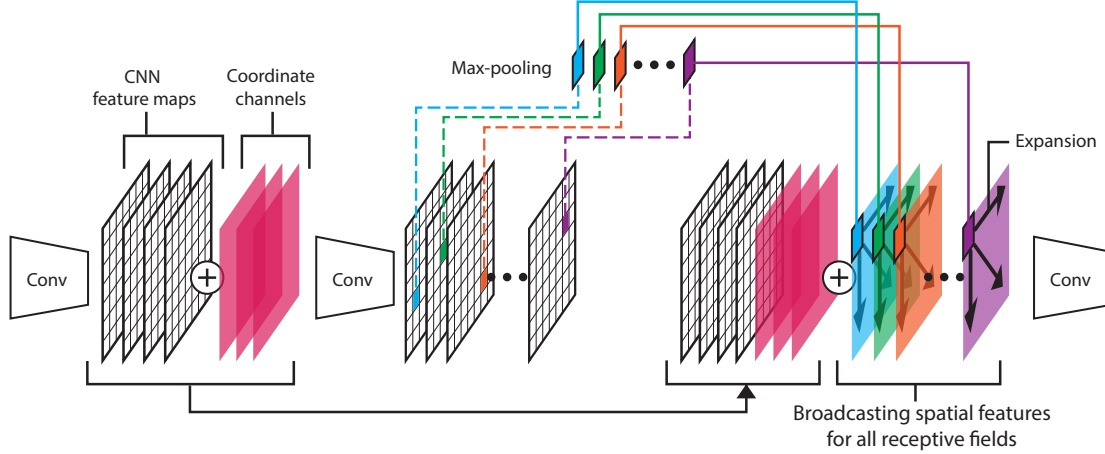 Max-pooling
CNN
feature maps
Coordinate
channels
Expansion
Conv
Conv
Conv
Broadcasting spatial features
for all receptive fields